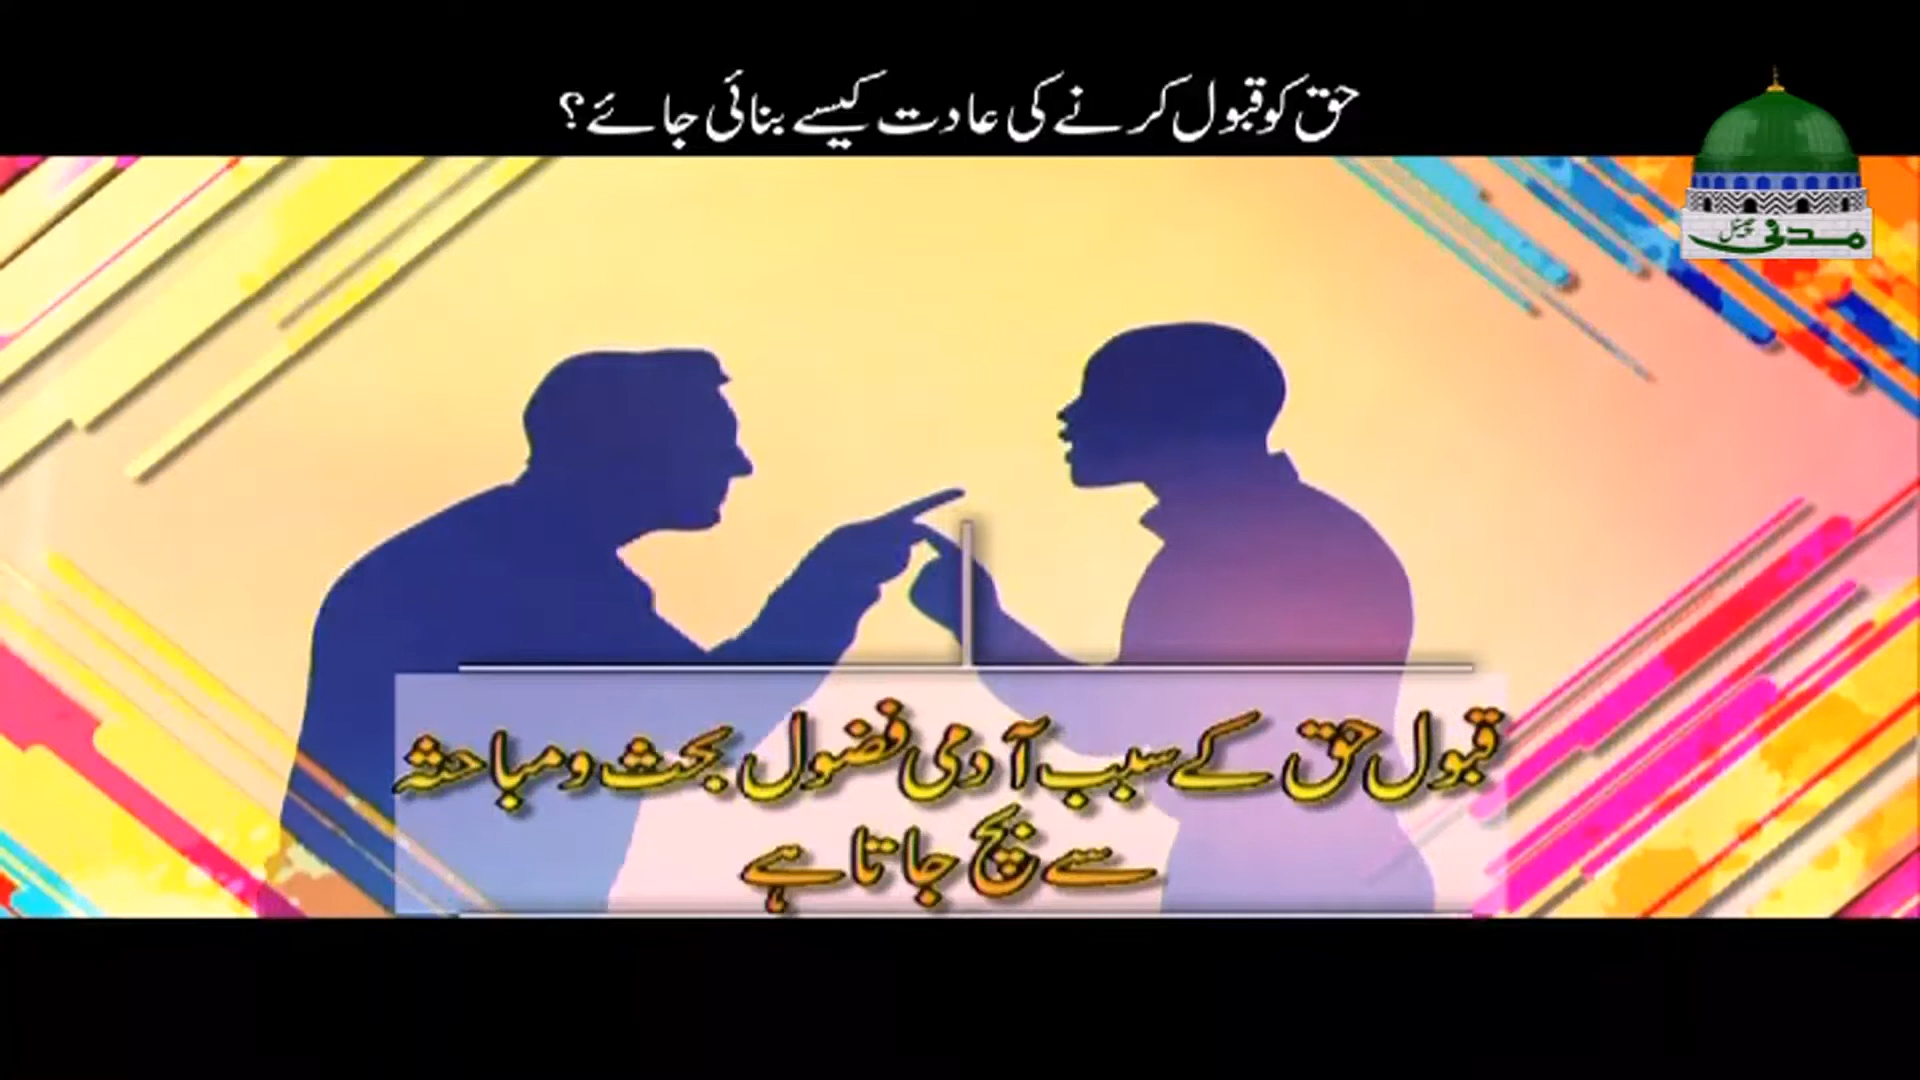 حق کو قبول کرنے کی عادت کیسے بنائی جائے؟
مدنی چینل
قبول حق کے سبب آدمی فضول بحث و مباحثہ
سے بچ جاتا ہے